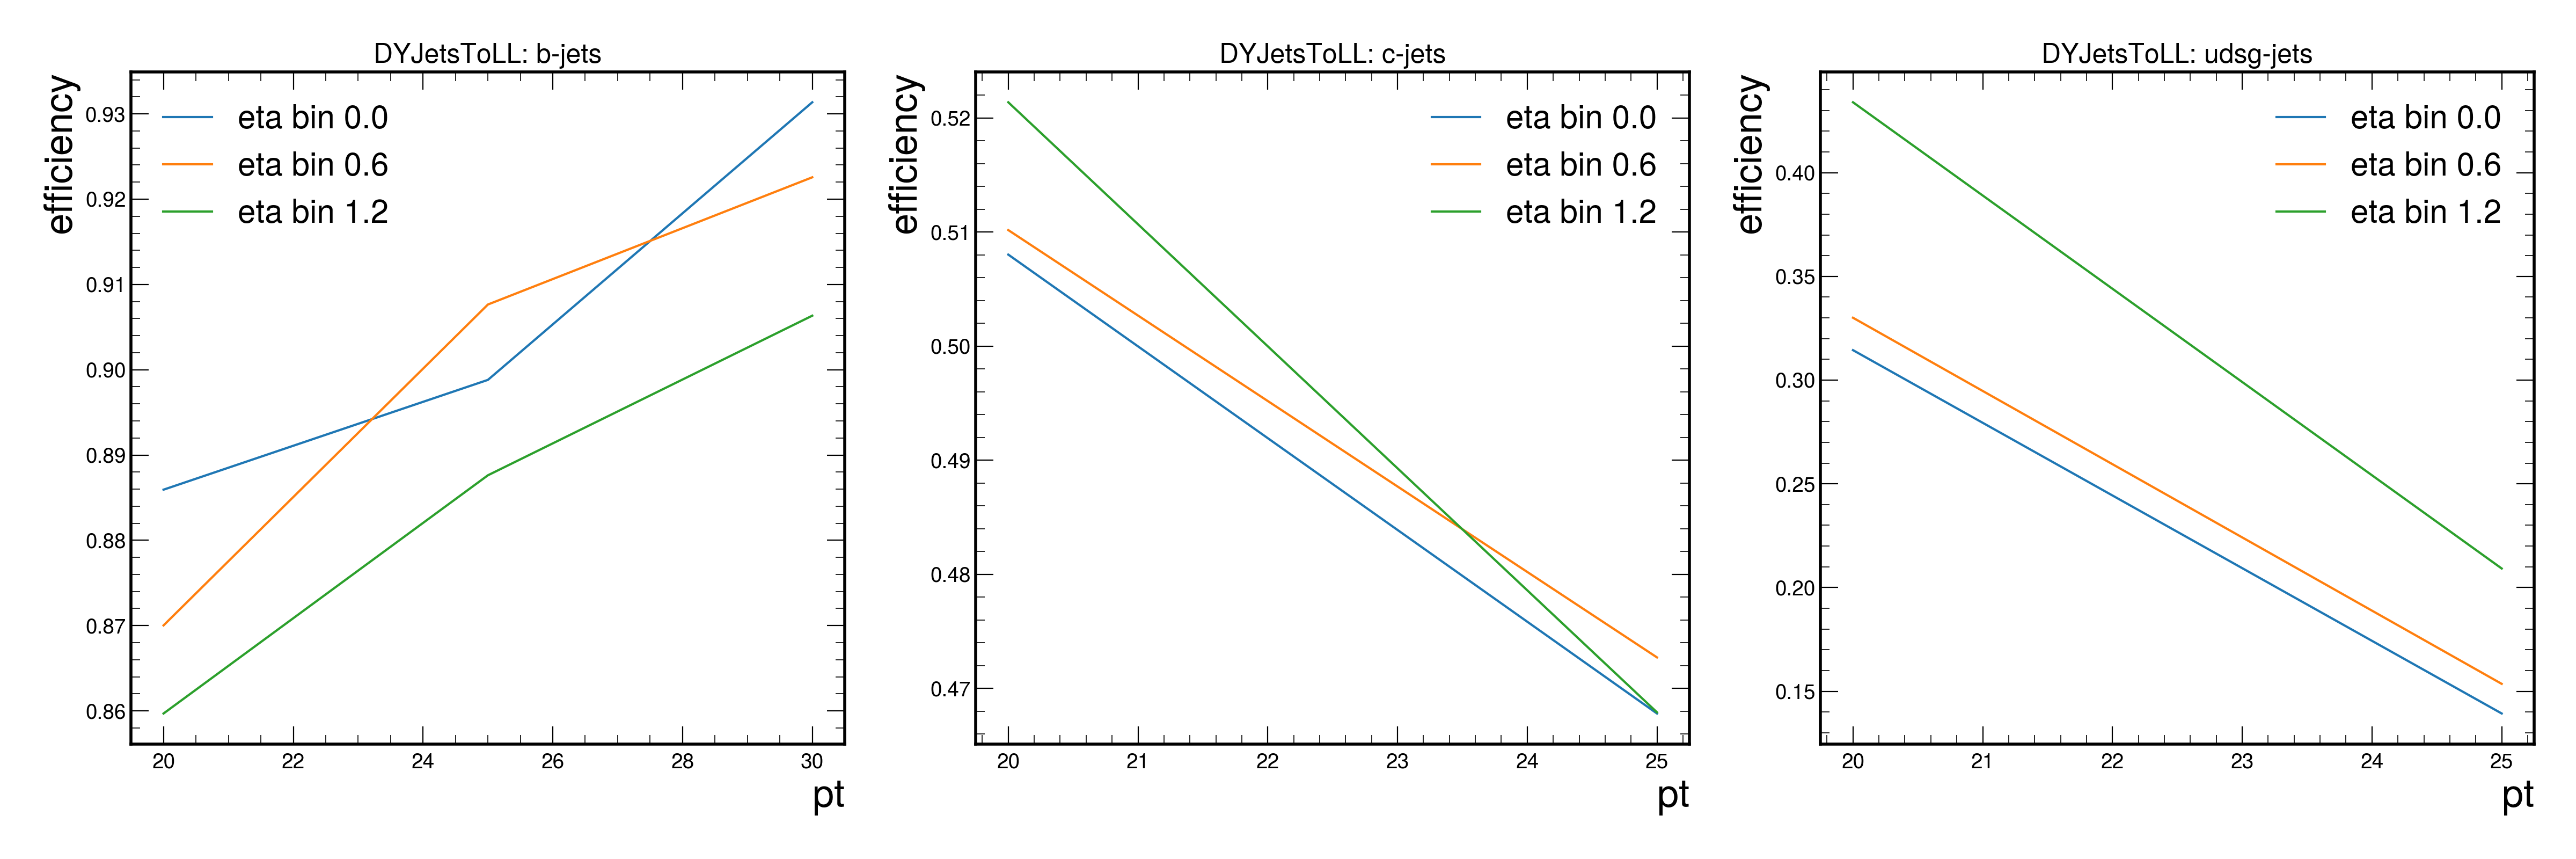 DYJetsToLL: b-jets
efficiency
eta bin 0.0
eta bin 0.6
eta bin 1.2
0.93
0.92
0.91
0.90
0.89
0.88
0.87
0.86
20 22 24 26 28 30
pt
DYJetsToLL: c-jets
efficiency
eta bin 0.0
eta bin 0.6
eta bin 1.2
0.52
0.51
0.50
0.49
0.48
0.47
20 21 22 23 24 25
pt
DYJetsToLL: udsg-jets
efficiency
eta bin 0.0
eta bin 0.6
eta bin 1.2
0.40
0.35
0.30
0.25
0.20
0.15
20 21 22 23 24 25
pt